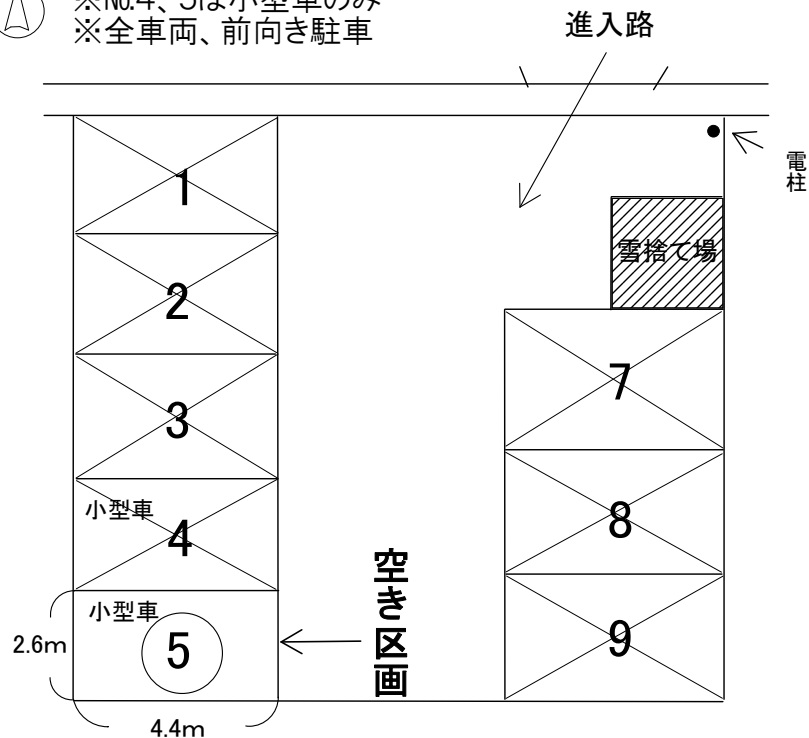 ※No.4、5は小型車のみ
※全車両、前向き駐車
進入路
電柱
雪捨て場
1
2
3
小型車
4
小型車
5
7
8
9
空き区画
2.6m
4.4m